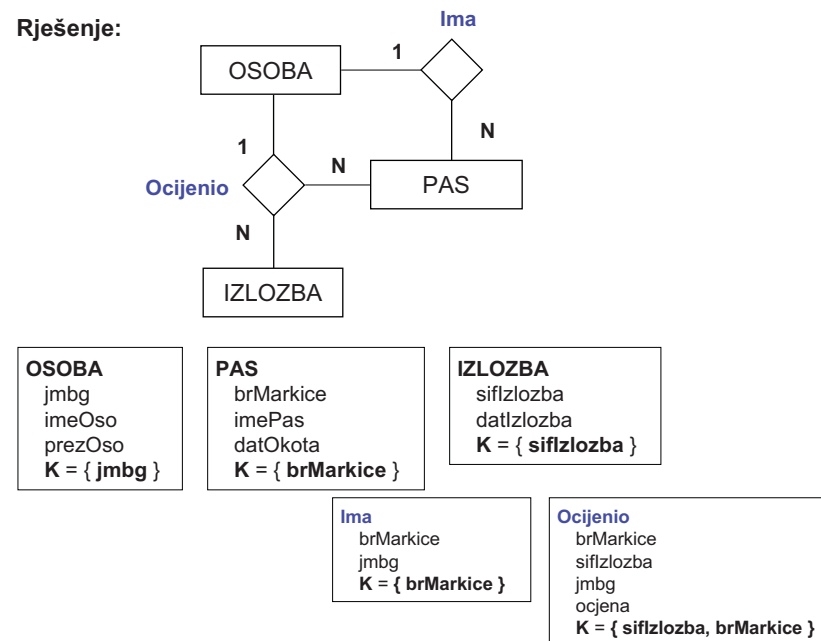 Rješenje:
Ima
1
OSOBA
N
1
N
PAS
Ocijenio
N
IZLOZBA
OSOBA
jmbg
imeOso
prezOso
K = { jmbg }
PAS
brMarkice
imePas
datOkota
K = { brMarkice }
IZLOZBA
sifIzlozba
datIzlozba
K = { sifIzlozba }
Ima
brMarkice
jmbg
K = { brMarkice }
Ocijenio
brMarkice
sifIzlozba
jmbg
ocjena
K = { sifIzlozba, brMarkice }